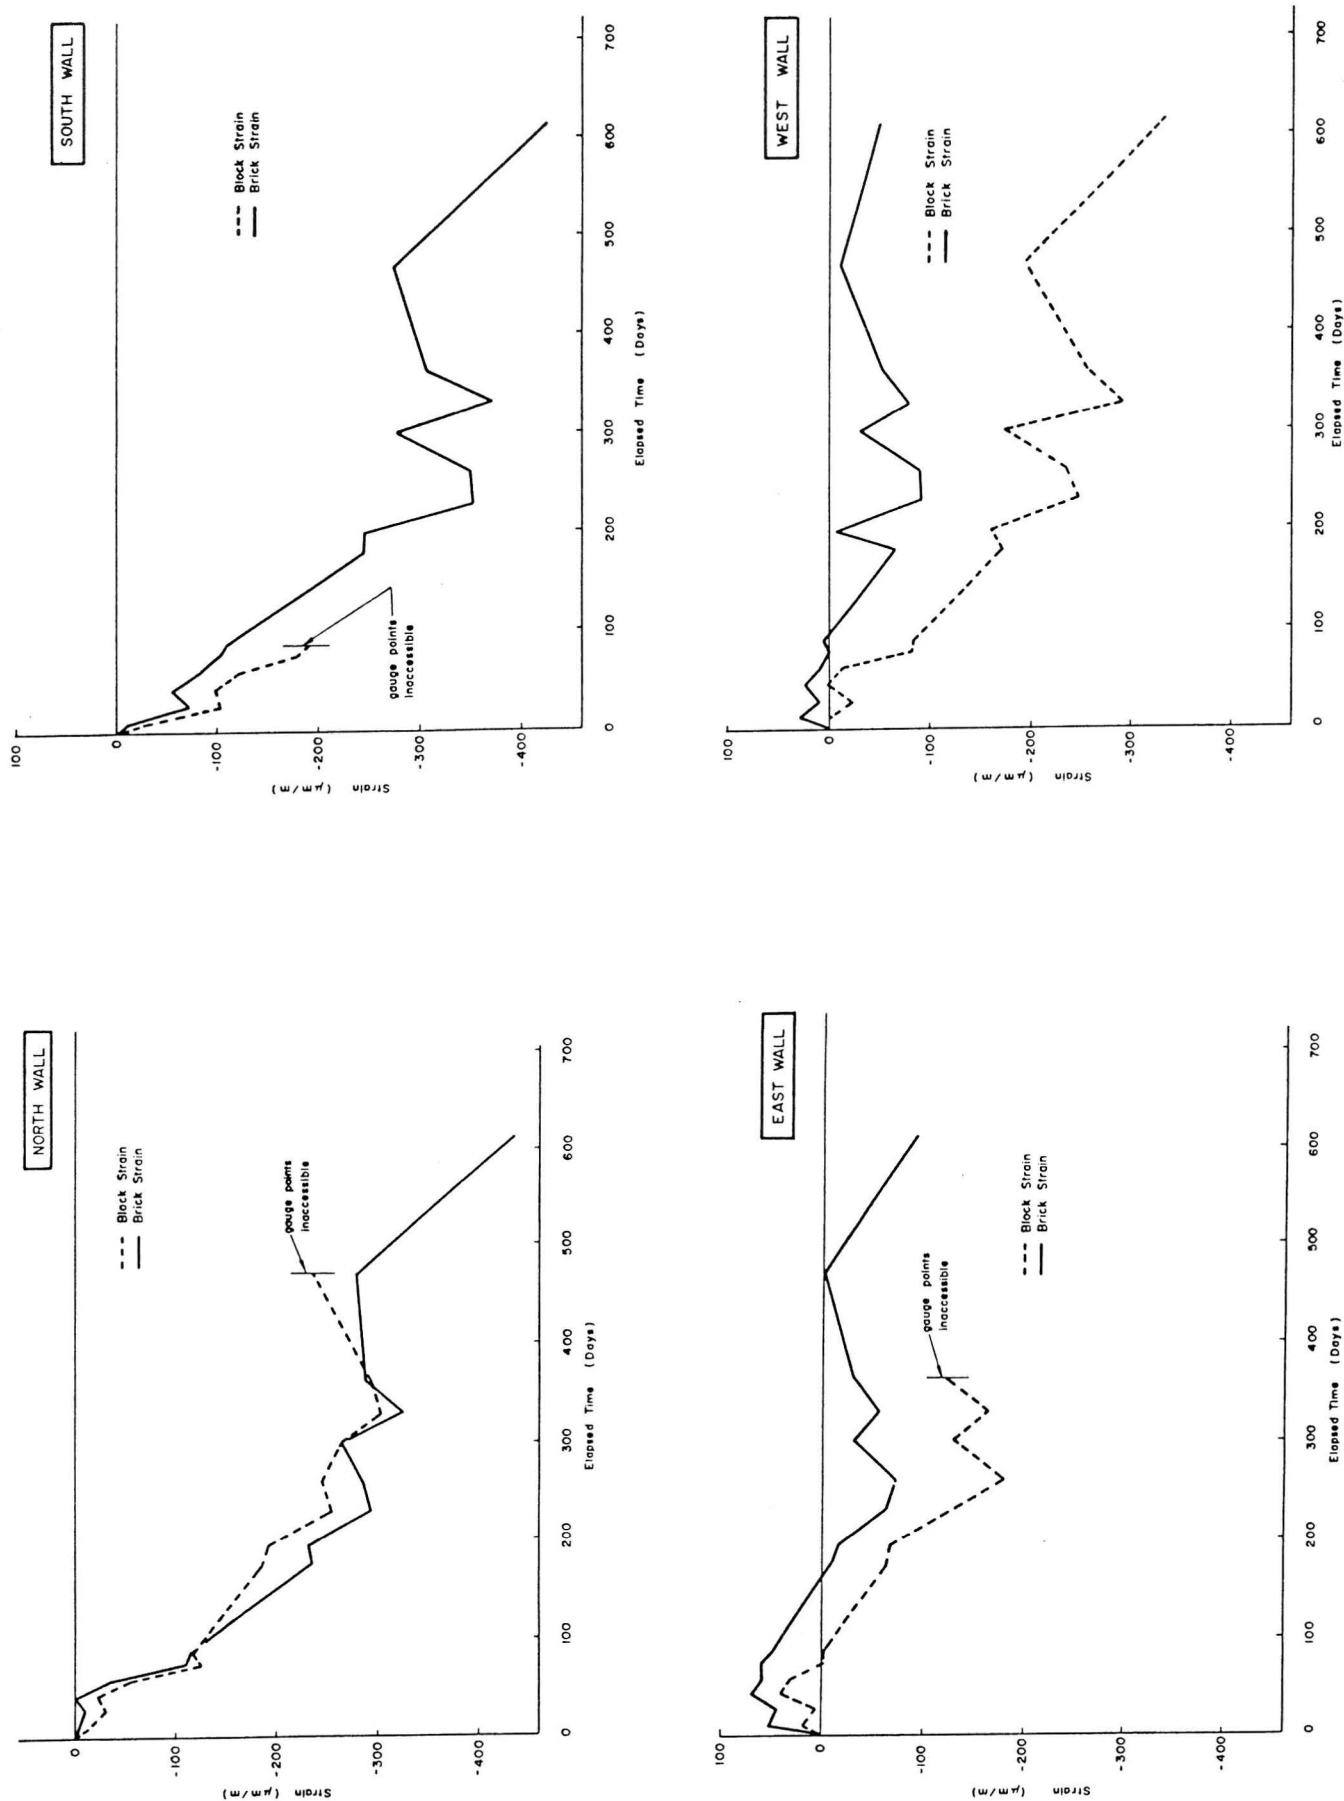 NORTH WALL
--- Block Strain
— Brick Strain
gauge points
inaccessible
0
-100
-200
-300
-400
Strain (μm/m)
0 100 200 300 400 500 600 700
Elapsed Time (Days)
SOUTH WALL
--- Block Strain
— Brick Strain
gauge points
inaccessible
100
0
-100
-200
-300
-400
Strain (μm/m)
0 100 200 300 400 500 600 700
Elapsed Time (Days)
EAST WALL
--- Block Strain
— Brick Strain
gauge points
inaccessible
100
0
-100
-200
-300
-400
Strain (μm/m)
0 100 200 300 400 500 600 700
Elapsed Time (Days)
WEST WALL
--- Block Strain
— Brick Strain
100
0
-100
-200
-300
-400
Strain (μm/m)
0 100 200 300 400 500 600 700
Elapsed Time (Days)